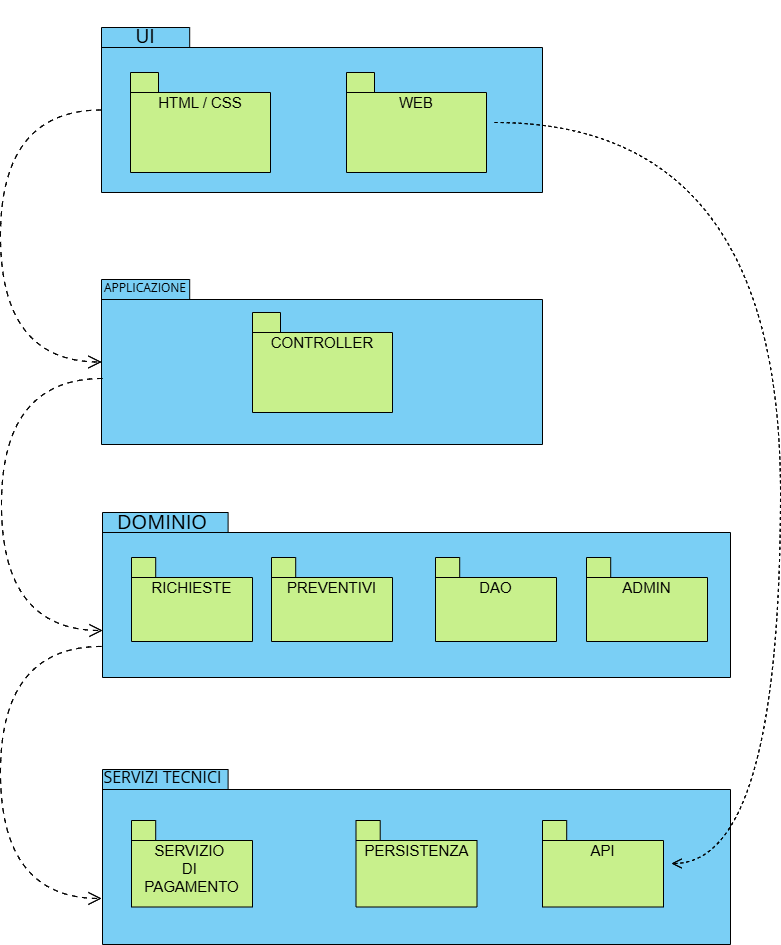 UI
HTML / CSS
WEB
APPLICAZIONE
CONTROLLER
DOMINIO
RICHIESTE
PREVENTIVI
DAO
ADMIN
SERVIZI TECNICI
SERVIZIO
DI
PAGAMENTO
PERSISTENZA
API